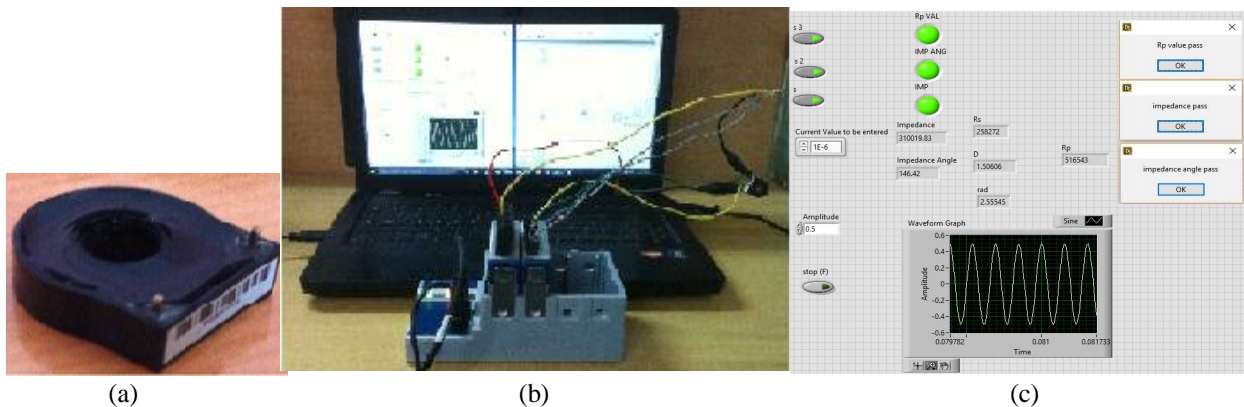 s 3
s 2
s
Rp VAL
IMP ANG
IMP
Current Value to be entered
1E-6
Impedance
310019.83
Impedance Angle
146.42
Rs
258272
D
1.50606
rad
2.55545
Rp
516543
Amplitude
0.5
stop (F)
Waveform Graph
Sine
Amplitude
0.6
0.4
0.2
0
-0.2
-0.4
-0.6
0.079782
0.081
0.081733
Time
Rp value pass
OK
impedance pass
OK
impedance angle pass
OK
(a)
(b)
(c)